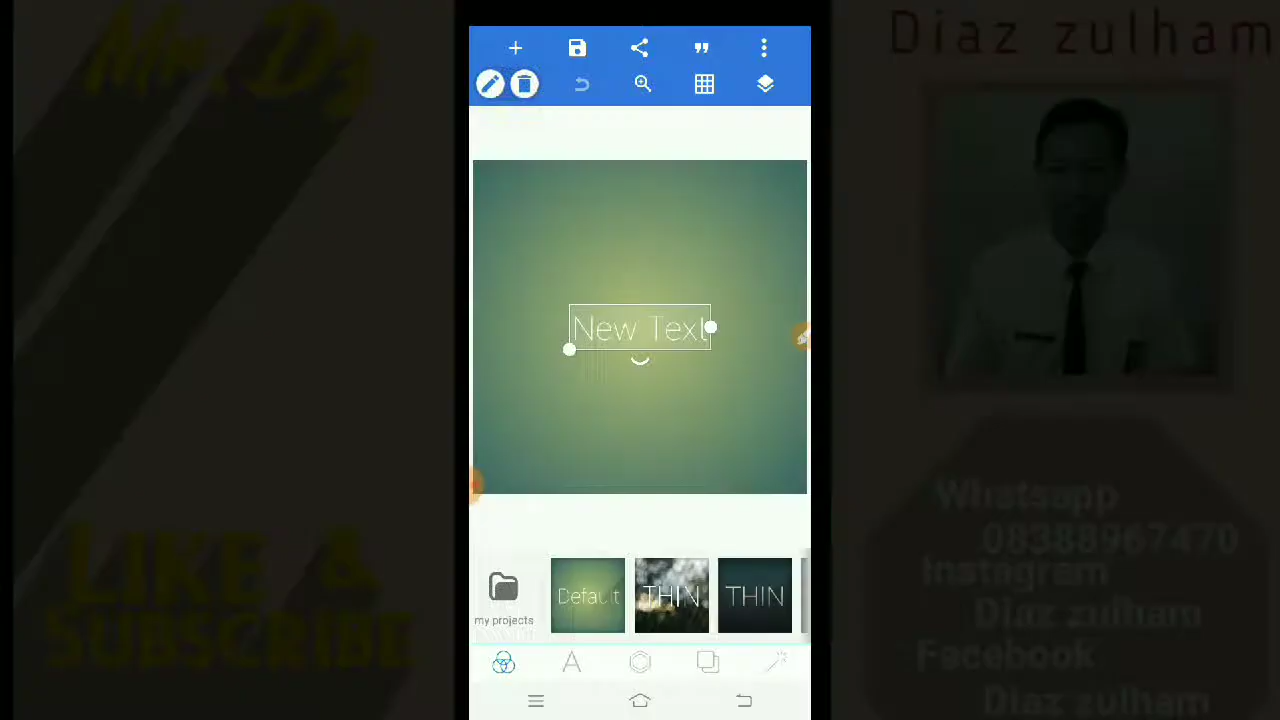 Mr. Dz
Diaz zulham
New Text
my projects
Default
THIN
THIN
LIKE &
SUBSCRIBE
Whatsapp
08388967470
Instagram
Diaz zulham
Facebook
Diaz zulham